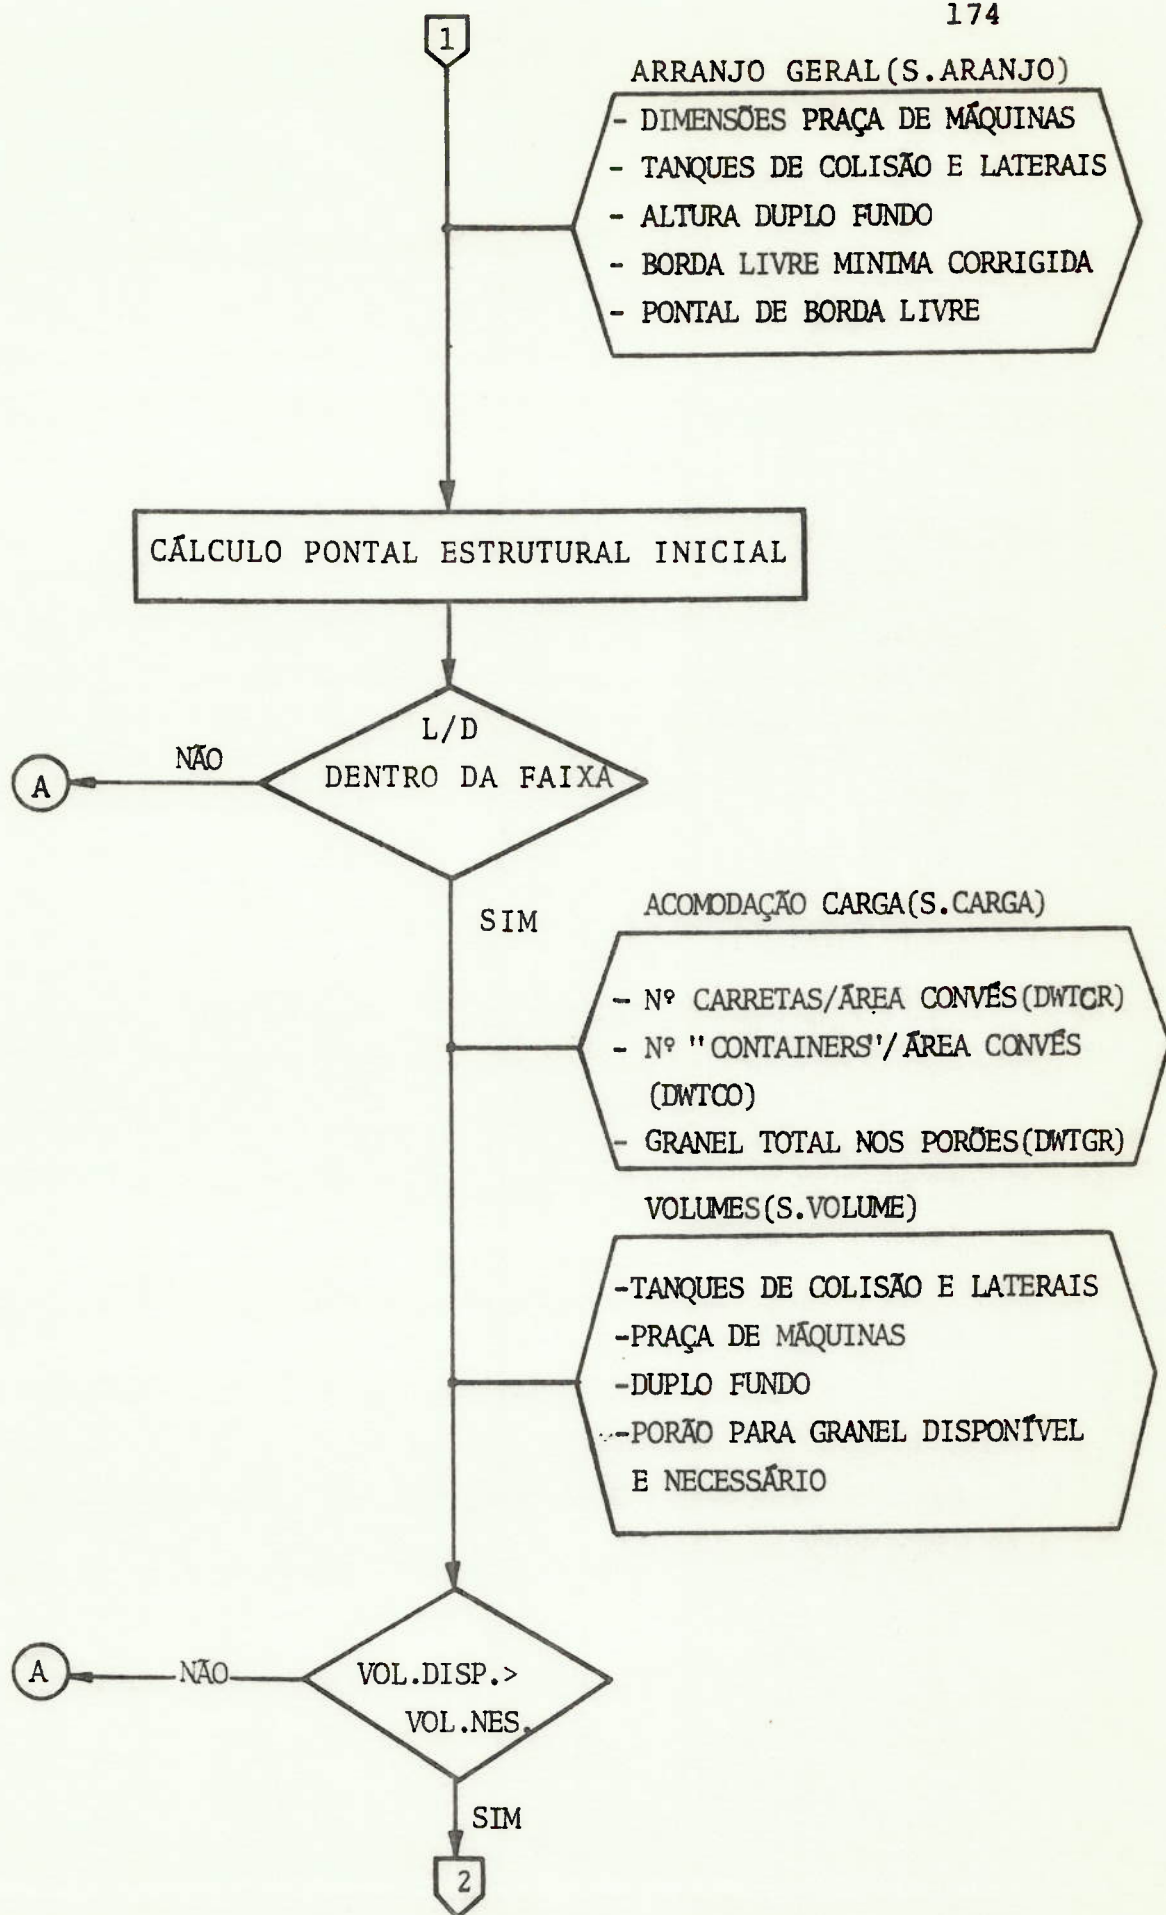 174
1
ARRANJO GERAL(S.ARANJO)
- DIMENSÕES PRAÇA DE MÁQUINAS
- TANQUES DE COLISÃO E LATERAIS
- ALTURA DUPLO FUNDO
- BORDA LIVRE MINIMA CORRIGIDA
- PONTAL DE BORDA LIVRE
CÁLCULO PONTAL ESTRUTURAL INICIAL
L/D
DENTRO DA FAIXA
NÃO
A
SIM
ACOMODAÇÃO CARGA(S.CARGA)
- Nº CARRETAS/ÁREA CONVÉS(DWTCR)
- Nº "CONTAINERS"/ÁREA CONVÉS
(DWTCO)
- GRANEL TOTAL NOS PORÕES(DWTGR)
VOLUMES(S.VOLUME)
-TANQUES DE COLISÃO E LATERAIS
-PRAÇA DE MÁQUINAS
-DUPLO FUNDO
-PORÃO PARA GRANEL DISPONÍVEL
E NECESSÁRIO
A
NÃO
VOL.DISP.>
VOL.NES.
SIM
2